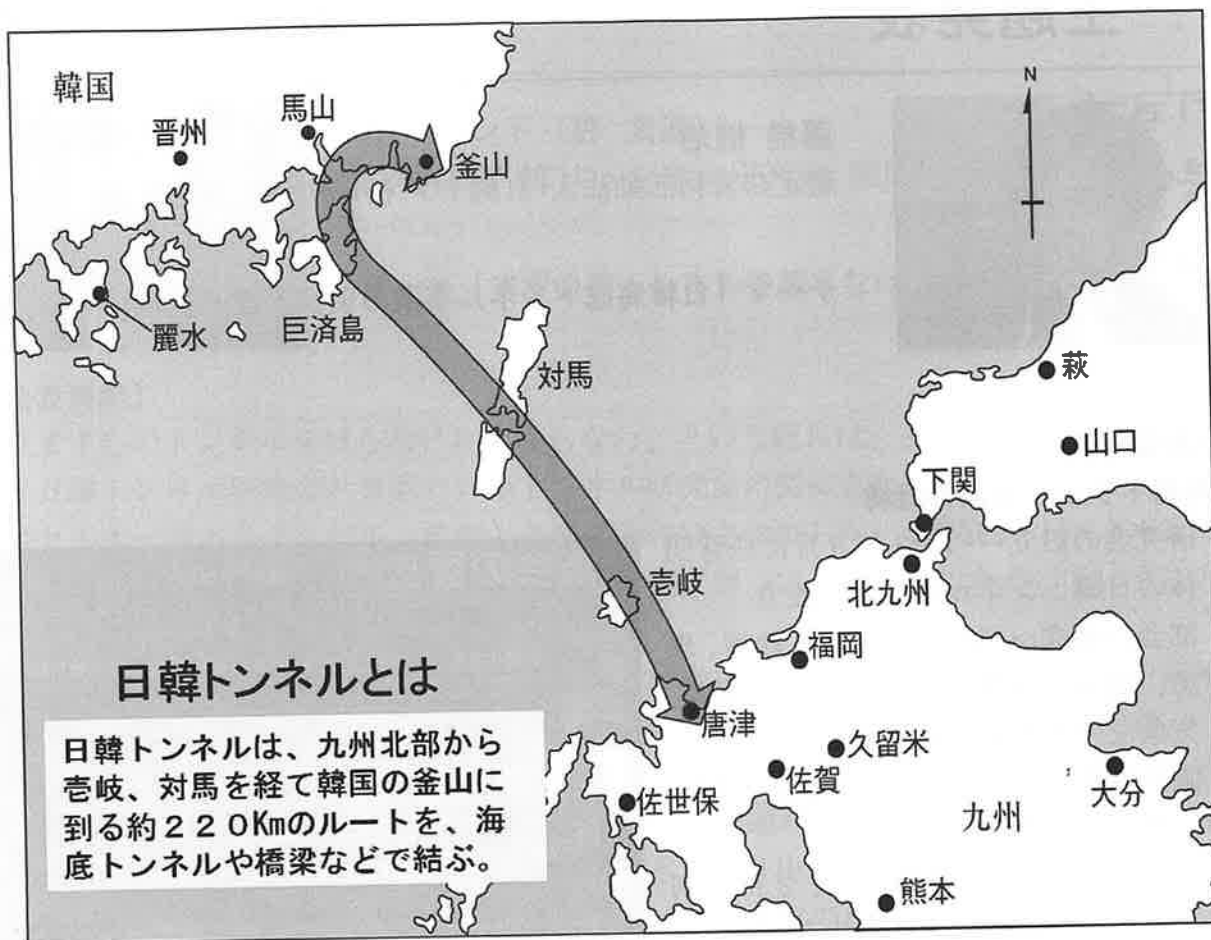 韓国
馬山
晋州
釜山
N
麗水
巨済島
対馬
萩
山口
下関
壱岐
北九州
福岡
唐津
久留米
佐賀
佐世保
大分
九州
熊本
日韓トンネルとは
日韓トンネルは、九州北部から
壱岐、対馬を経て韓国の釜山に
到る約220Kmのルートを、海
底トンネルや橋梁などで結ぶ。